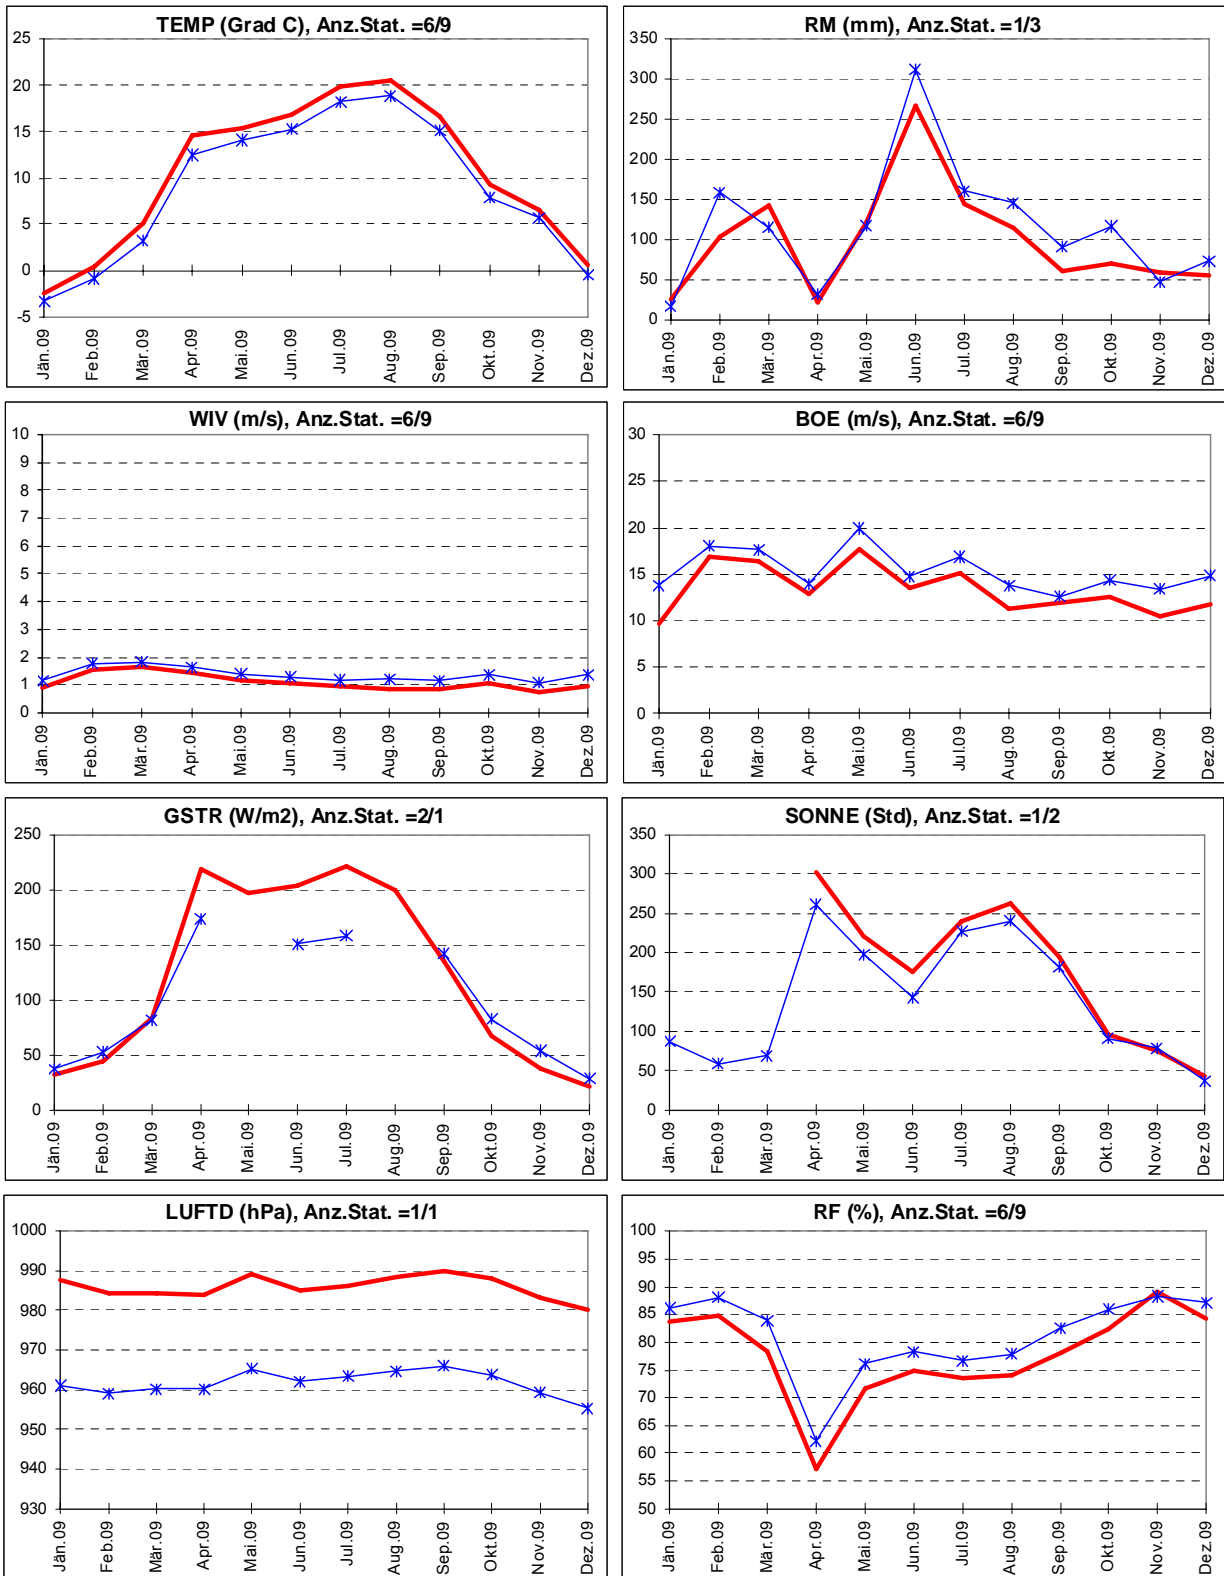 TEMP (Grad C), Anz.Stat. =6/9
25
20
15
10
5
0
-5
Jän.09
Feb.09
Mär.09
Apr.09
Mai.09
Jun.09
Jul.09
Aug.09
Sep.09
Okt.09
Nov.09
Dez.09
RM (mm), Anz.Stat. =1/3
350
300
250
200
150
100
50
0
Jän.09
Feb.09
Mär.09
Apr.09
Mai.09
Jun.09
Jul.09
Aug.09
Sep.09
Okt.09
Nov.09
Dez.09
WIV (m/s), Anz.Stat. =6/9
10
9
8
7
6
5
4
3
2
1
0
Jän.09
Feb.09
Mär.09
Apr.09
Mai.09
Jun.09
Jul.09
Aug.09
Sep.09
Okt.09
Nov.09
Dez.09
BOE (m/s), Anz.Stat. =6/9
30
25
20
15
10
5
0
Jän.09
Feb.09
Mär.09
Apr.09
Mai.09
Jun.09
Jul.09
Aug.09
Sep.09
Okt.09
Nov.09
Dez.09
GSTR (W/m2), Anz.Stat. =2/1
250
200
150
100
50
0
Jän.09
Feb.09
Mär.09
Apr.09
Mai.09
Jun.09
Jul.09
Aug.09
Sep.09
Okt.09
Nov.09
Dez.09
SONNE (Std), Anz.Stat. =1/2
350
300
250
200
150
100
50
0
Jän.09
Feb.09
Mär.09
Apr.09
Mai.09
Jun.09
Jul.09
Aug.09
Sep.09
Okt.09
Nov.09
Dez.09
LUFTD (hPa), Anz.Stat. =1/1
1000
990
980
970
960
950
940
930
Jän.09
Feb.09
Mär.09
Apr.09
Mai.09
Jun.09
Jul.09
Aug.09
Sep.09
Okt.09
Nov.09
Dez.09
RF (%), Anz.Stat. =6/9
100
95
90
85
80
75
70
65
60
55
50
Jän.09
Feb.09
Mär.09
Apr.09
Mai.09
Jun.09
Jul.09
Aug.09
Sep.09
Okt.09
Nov.09
Dez.09